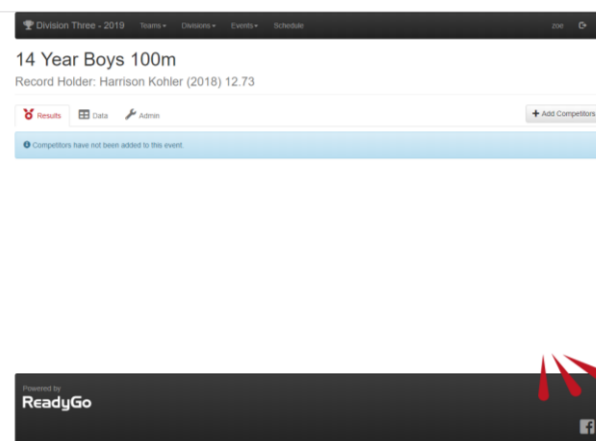 Division Three - 2019 Teams Divisions Events Schedule zoe
14 Year Boys 100m
Record Holder: Harrison Kohler (2018) 12.73
Results Data Admin + Add Competitors
Competitors have not been added to this event.
Powered by
ReadyGo